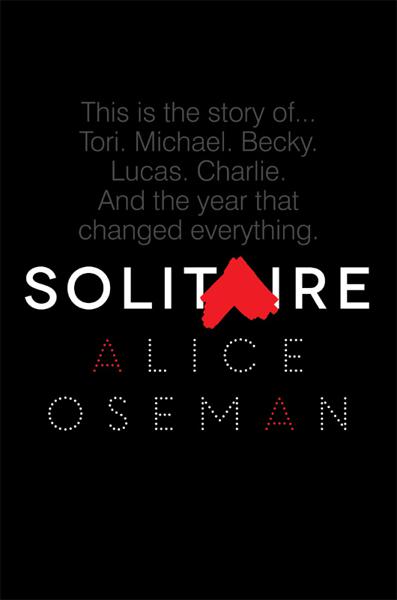 This is the story of...
Tori. Michael. Becky.
Lucas. Charlie.
And the year that
changed everything.
SOLITAIRE
ALICE
OSEMAN